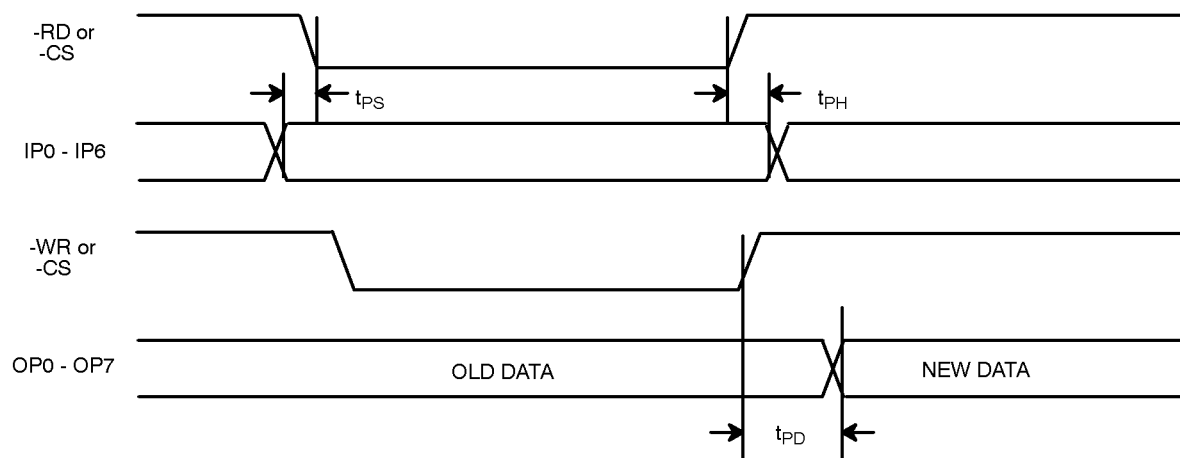 -RD or
-CS
tPS
tPH
IP0 - IP6
-WR or
-CS
OP0 - OP7
OLD DATA
NEW DATA
tPD